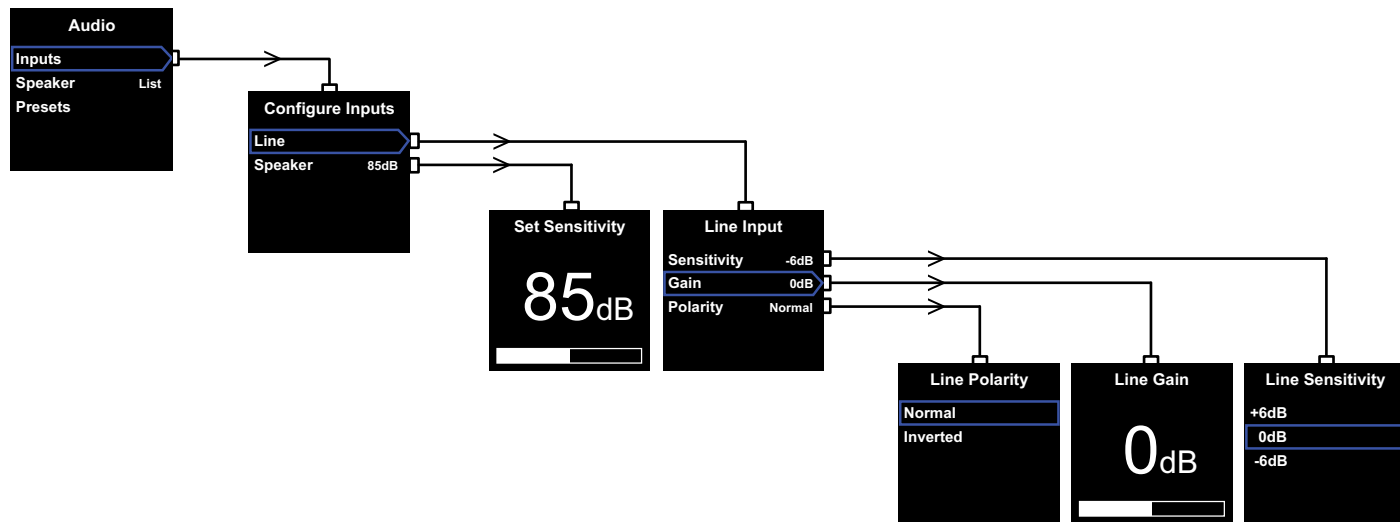 Audio
Inputs
Speaker List
Presets
Configure Inputs
Line
Speaker 85dB
Set Sensitivity
85dB
Line Input
Sensitivity -6dB
Gain 0dB
Polarity Normal
Line Polarity
Normal
Inverted
Line Gain
0dB
Line Sensitivity
+6dB
0dB
-6dB